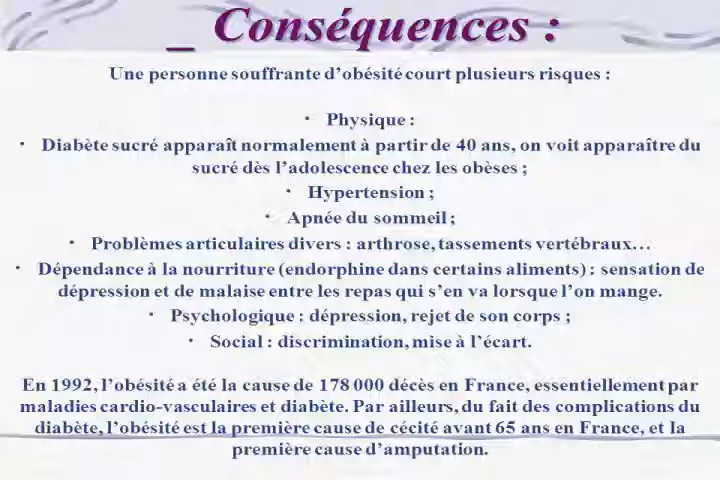 _ Conséquences :
Une personne souffrante d'obésité court plusieurs risques :
• Physique :
• Diabète sucré apparaît normalement à partir de 40 ans, on voit apparaître du
sucré dès l'adolescence chez les obèses ;
• Hypertension ;
• Apnée du sommeil ;
• Problèmes articulaires divers : arthrose, tassements vertébraux…
• Dépendance à la nourriture (endorphine dans certains aliments) : sensation de
dépression et de malaise entre les repas qui s'en va lorsque l'on mange.
• Psychologique : dépression, rejet de son corps ;
• Social : discrimination, mise à l'écart.
En 1992, l'obésité a été la cause de 178 000 décès en France, essentiellement par
maladies cardio-vasculaires et diabète. Par ailleurs, du fait des complications du
diabète, l'obésité est la première cause de cécité avant 65 ans en France, et la
première cause d'amputation.